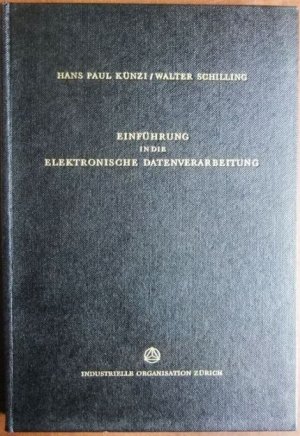 HANS PAUL KÜNZI / WALTER SCHILLING
EINFÜHRUNG
IN DIE
ELEKTRONISCHE DATENVERARBEITUNG
INDUSTRIELLE ORGANISATION ZÜRICH